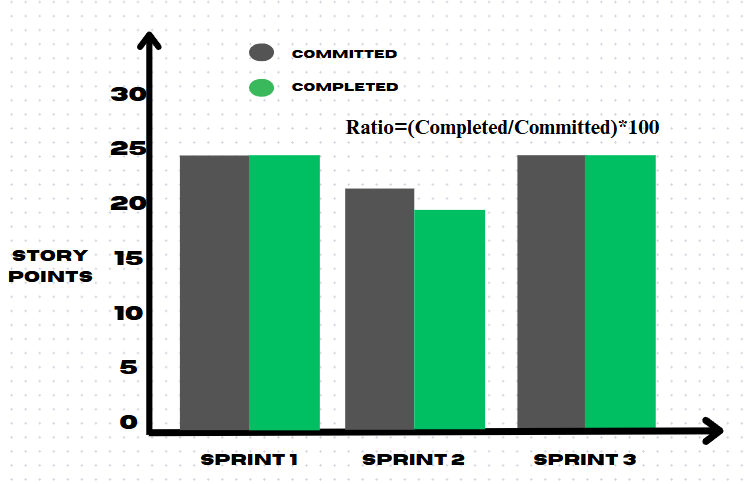 COMMITTED
COMPLETED
Ratio=(Completed/Committed)*100
30
25
20
15
10
5
0
STORY
POINTS
SPRINT 1
SPRINT 2
SPRINT 3